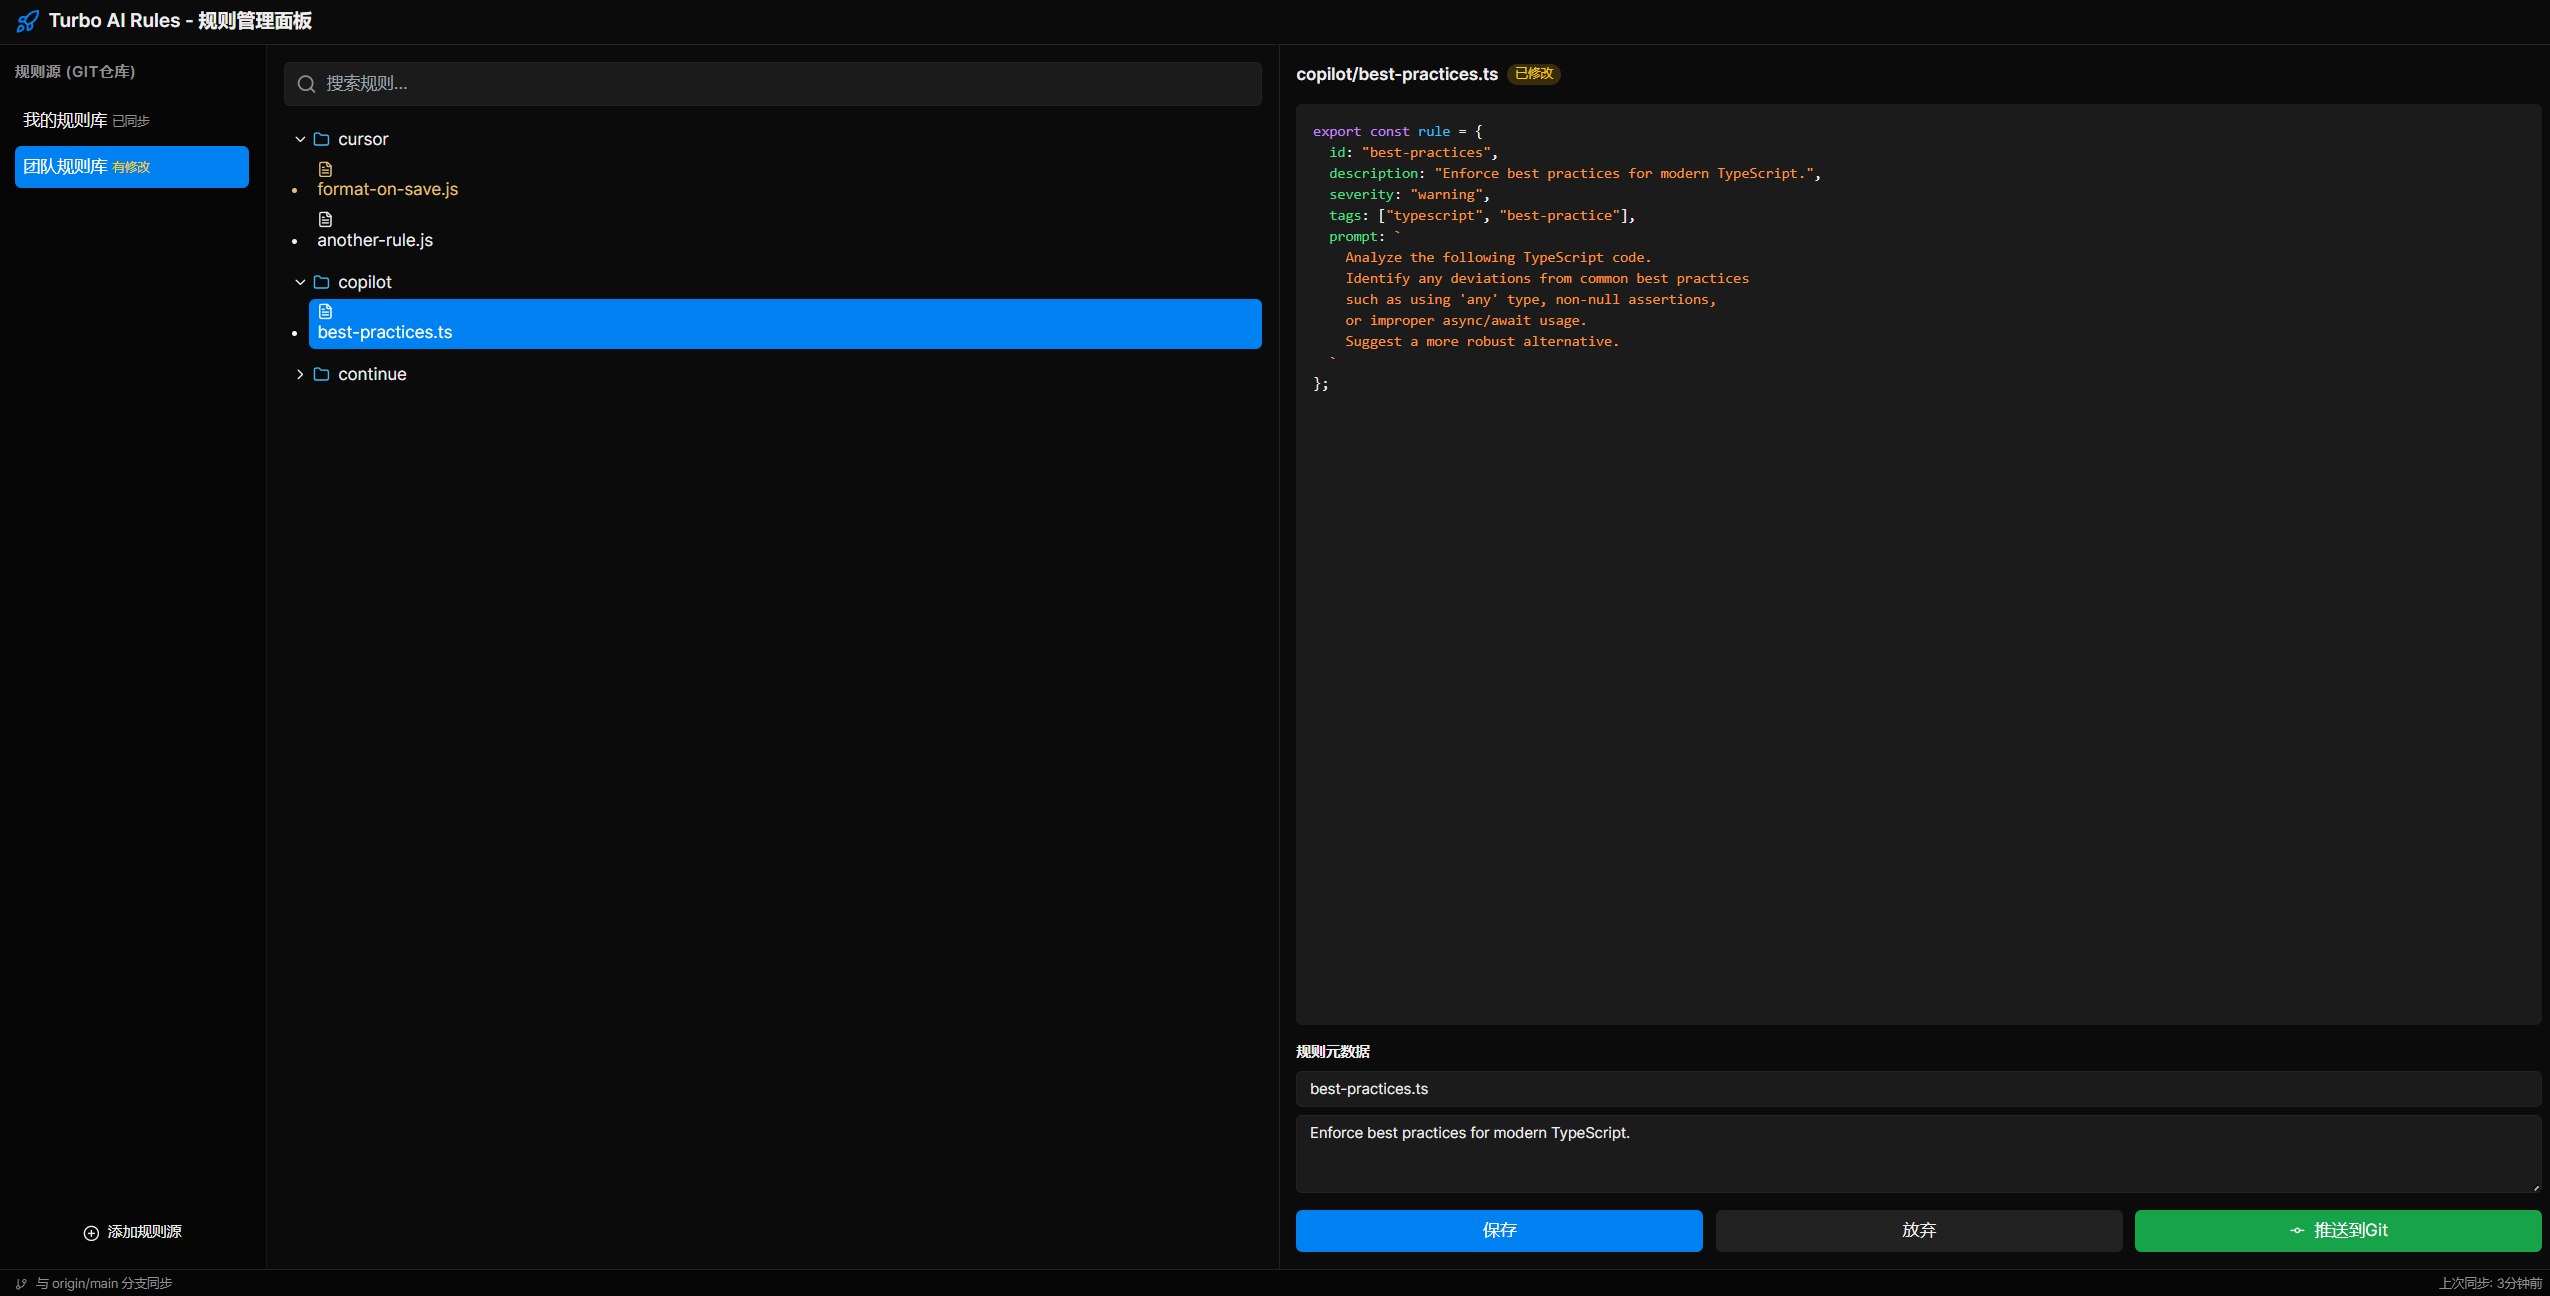 Turbo AI Rules - 规则管理面板
规则源 (GIT仓库)
我的规则库 已同步
团队规则库 有修改
添加规则源
搜索规则...
cursor
format-on-save.js
another-rule.js
copilot
best-practices.ts
continue
copilot/best-practices.ts 已修改
export const rule = {
  id: "best-practices",
  description: "Enforce best practices for modern TypeScript.",
  severity: "warning",
  tags: ["typescript", "best-practice"],
  prompt: `
    Analyze the following TypeScript code.
    Identify any deviations from common best practices
    such as using 'any' type, non-null assertions,
    or improper async/await usage.
    Suggest a more robust alternative.
  `
};
规则元数据
best-practices.ts
Enforce best practices for modern TypeScript.
保存
放弃
推送到Git
与 origin/main 分支同步
上次同步: 3分钟前